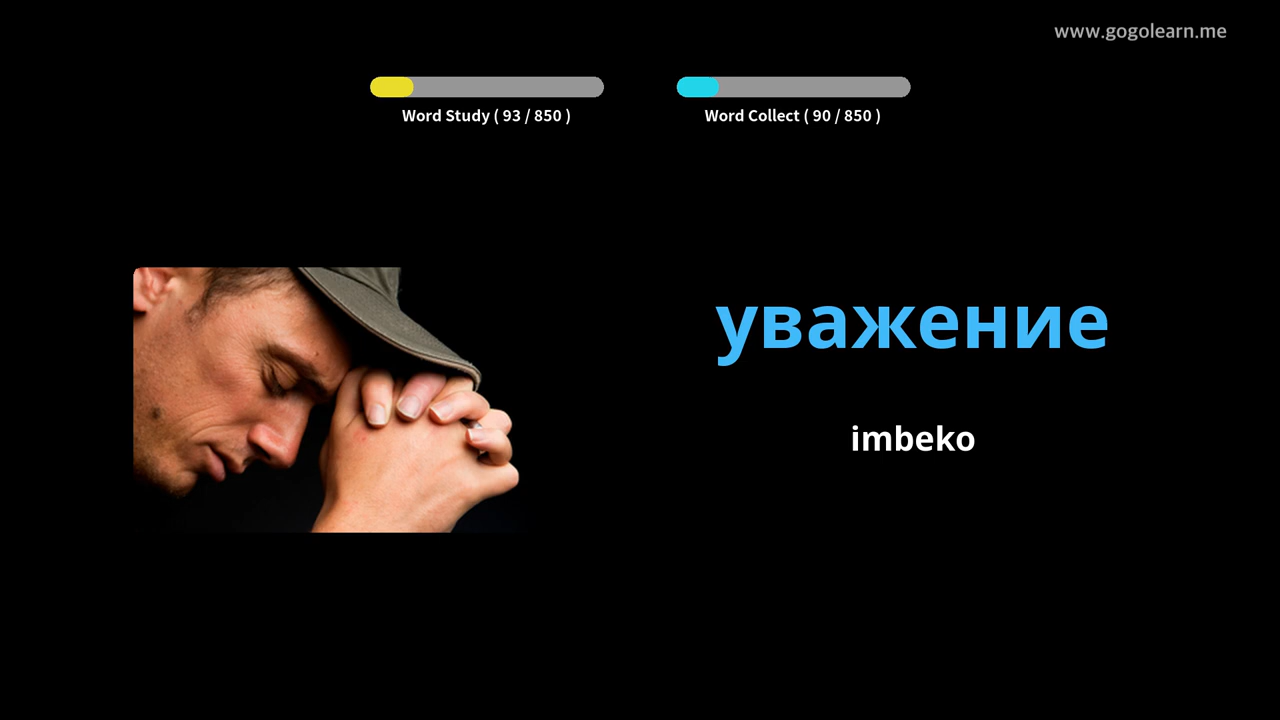 www.gogolearn.me
Word Study ( 93 / 850 )
Word Collect ( 90 / 850 )
уважение
imbeko